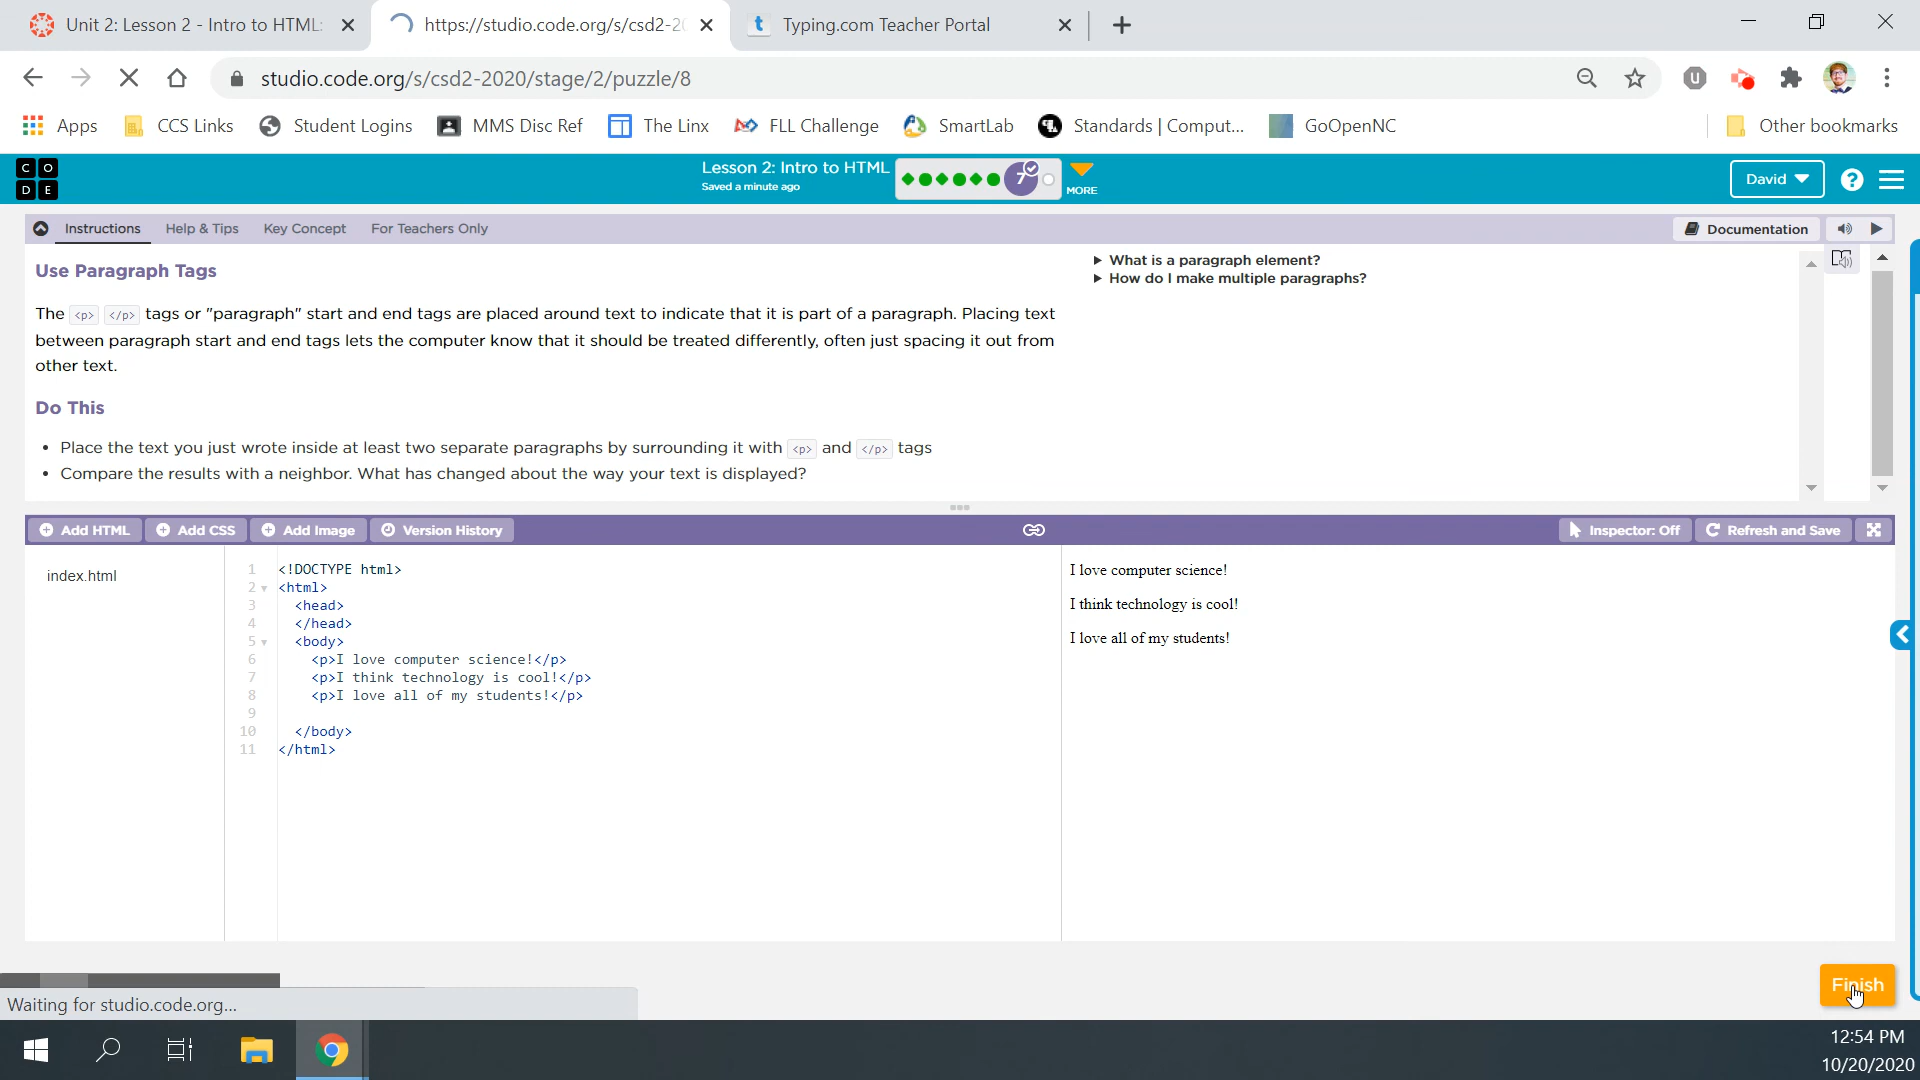 Unit 2: Lesson 2 - Intro to HTML:
https://studio.code.org/s/csd2-20
t Typing.com Teacher Portal
studio.code.org/s/csd2-2020/stage/2/puzzle/8
Apps CCS Links Student Logins MMS Disc Ref The Linx FLL Challenge SmartLab Standards | Comput... GoOpenNC Other bookmarks
C O
D E
Lesson 2: Intro to HTML
Saved a minute ago
7
MORE
David
?
Instructions Help & Tips Key Concept For Teachers Only Documentation
Use Paragraph Tags
The <p> </p> tags or "paragraph" start and end tags are placed around text to indicate that it is part of a paragraph. Placing text
between paragraph start and end tags lets the computer know that it should be treated differently, often just spacing it out from
other text.
Do This
• Place the text you just wrote inside at least two separate paragraphs by surrounding it with <p> and </p> tags
• Compare the results with a neighbor. What has changed about the way your text is displayed?
What is a paragraph element?
How do I make multiple paragraphs?
Add HTML Add CSS Add Image Version History Inspector: Off Refresh and Save
index.html
1 <!DOCTYPE html>
2 <html>
3 <head>
4 </head>
5 <body>
6 <p>I love computer science!</p>
7 <p>I think technology is cool!</p>
8 <p>I love all of my students!</p>
9
10 </body>
11 </html>
I love computer science!
I think technology is cool!
I love all of my students!
Finish
Waiting for studio.code.org...
12:54 PM
10/20/2020